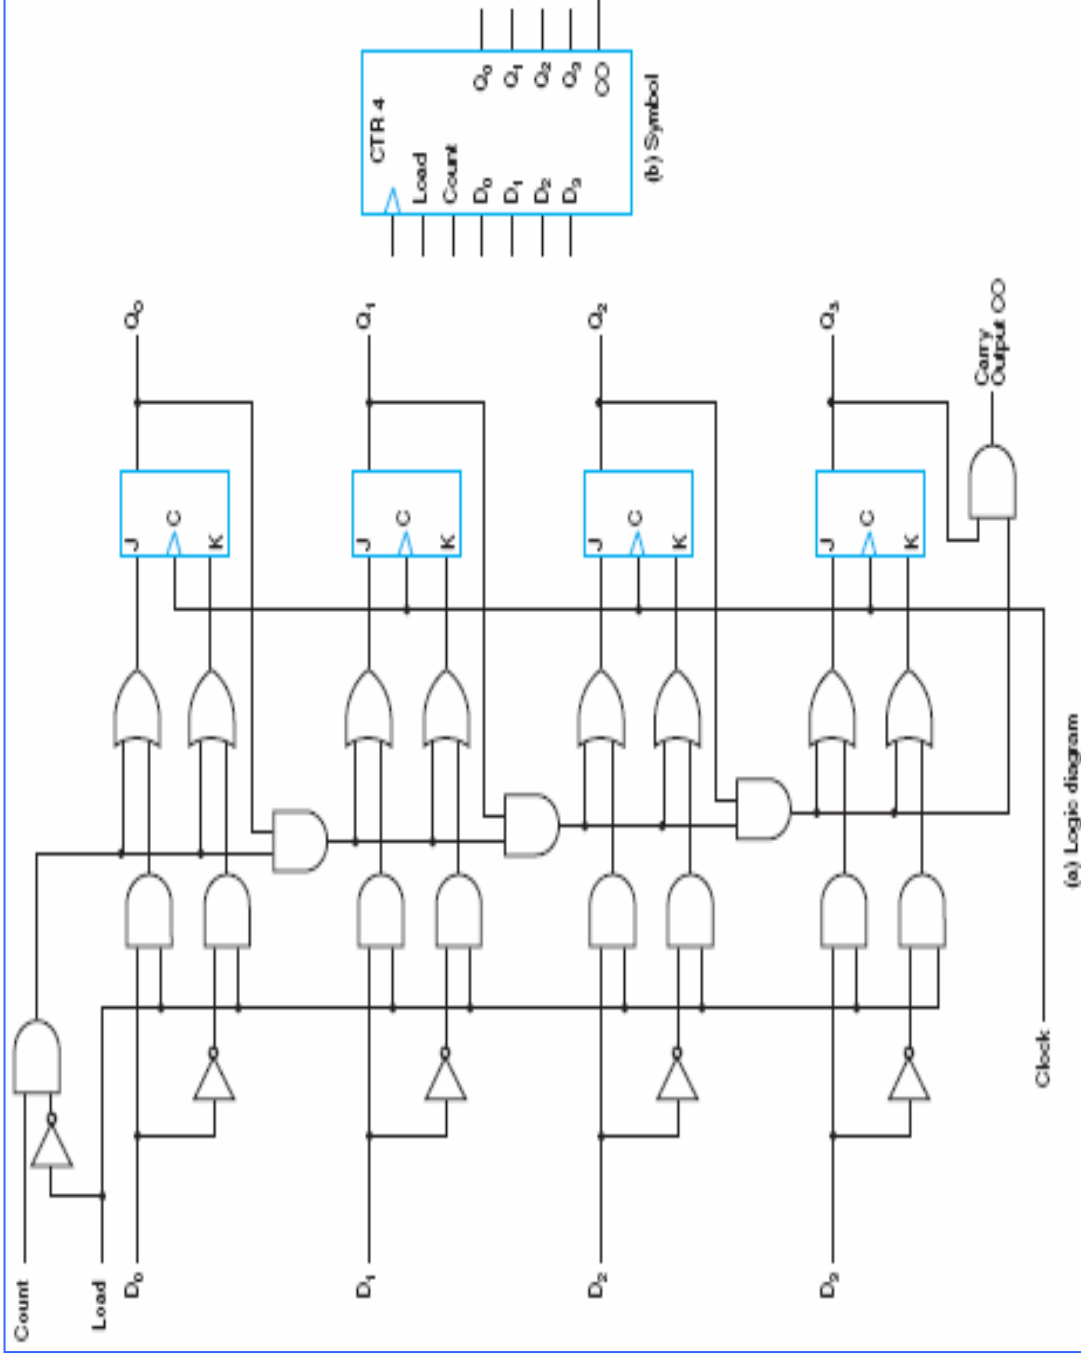 Count
Load
D₀
J
C
K
Q₀
D₁
J
C
K
Q₁
D₂
J
C
K
Q₂
D₃
J
C
K
Q₃
Carry
Output CO
Clock
(a) Logic diagram
CTR 4
Load
Count
D₀ Q₀
D₁ Q₁
D₂ Q₂
D₃ Q₃
CO
(b) Symbol